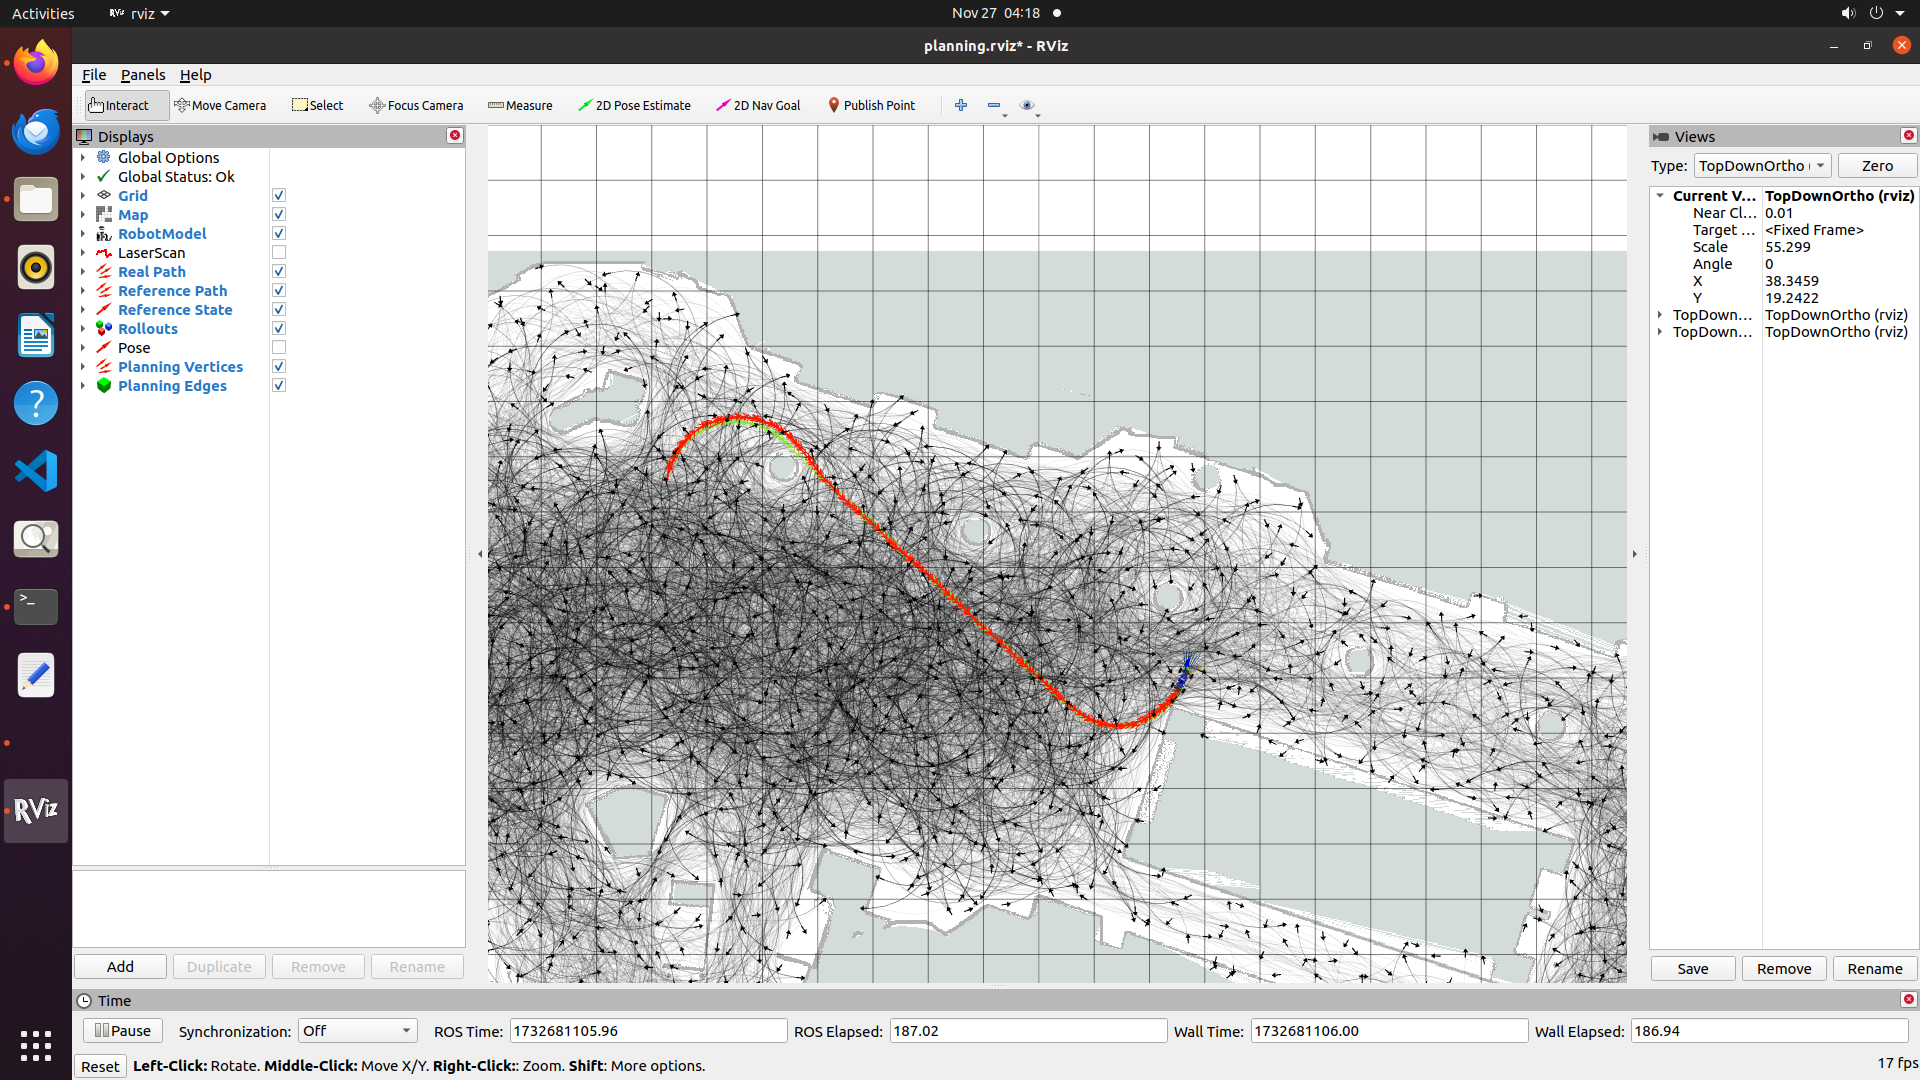 Activities
rviz
Nov 27 04:18
planning.rviz* - RViz
File Panels Help
Interact Move Camera Select Focus Camera Measure 2D Pose Estimate 2D Nav Goal Publish Point
Displays
Global Options
Global Status: Ok
Grid
Map
RobotModel
LaserScan
Real Path
Reference Path
Reference State
Rollouts
Pose
Planning Vertices
Planning Edges
Add Duplicate Remove Rename
Views
Type: TopDownOrtho ( Zero
Current V... TopDownOrtho (rviz)
Near Cl... 0.01
Target ... <Fixed Frame>
Scale 55.299
Angle 0
X 38.3459
Y 19.2422
TopDown... TopDownOrtho (rviz)
TopDown... TopDownOrtho (rviz)
Save Remove Rename
RViz
Time
Pause Synchronization: Off ROS Time: 1732681105.96 ROS Elapsed: 187.02 Wall Time: 1732681106.00 Wall Elapsed: 186.94
Reset Left-Click: Rotate. Middle-Click: Move X/Y. Right-Click:: Zoom. Shift: More options. 17 fps